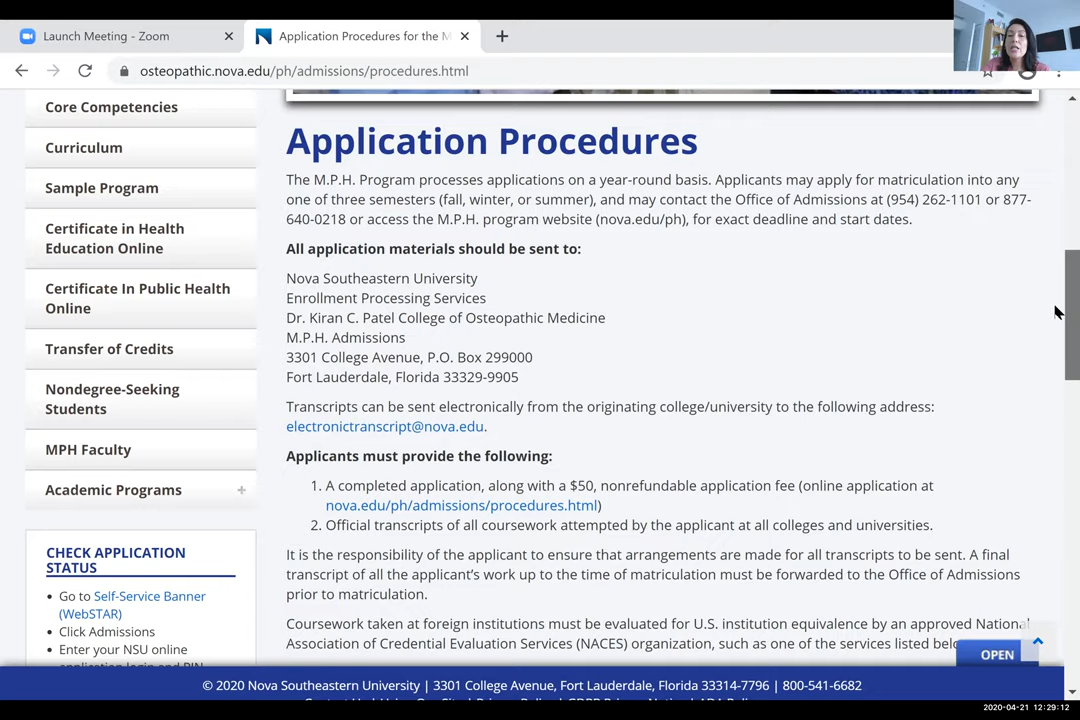 Launch Meeting - Zoom
Application Procedures for the M
osteopathic.nova.edu/ph/admissions/procedures.html
Core Competencies
Curriculum
Sample Program
Certificate in Health
Education Online
Certificate In Public Health
Online
Transfer of Credits
Nondegree-Seeking
Students
MPH Faculty
Academic Programs
CHECK APPLICATION
STATUS
Go to Self-Service Banner
(WebSTAR)
Click Admissions
Enter your NSU online
application login and PIN
Application Procedures
The M.P.H. Program processes applications on a year-round basis. Applicants may apply for matriculation into any
one of three semesters (fall, winter, or summer), and may contact the Office of Admissions at (954) 262-1101 or 877-
640-0218 or access the M.P.H. program website (nova.edu/ph), for exact deadline and start dates.
All application materials should be sent to:
Nova Southeastern University
Enrollment Processing Services
Dr. Kiran C. Patel College of Osteopathic Medicine
M.P.H. Admissions
3301 College Avenue, P.O. Box 299000
Fort Lauderdale, Florida 33329-9905
Transcripts can be sent electronically from the originating college/university to the following address:
electronictranscript@nova.edu.
Applicants must provide the following:
1. A completed application, along with a $50, nonrefundable application fee (online application at
nova.edu/ph/admissions/procedures.html)
2. Official transcripts of all coursework attempted by the applicant at all colleges and universities.
It is the responsibility of the applicant to ensure that arrangements are made for all transcripts to be sent. A final
transcript of all the applicant's work up to the time of matriculation must be forwarded to the Office of Admissions
prior to matriculation.
Coursework taken at foreign institutions must be evaluated for U.S. institution equivalence by an approved National
Association of Credential Evaluation Services (NACES) organization, such as one of the services listed
OPEN
© 2020 Nova Southeastern University | 3301 College Avenue, Fort Lauderdale, Florida 33314-7796 | 800-541-6682
2020-04-21 12:29:12